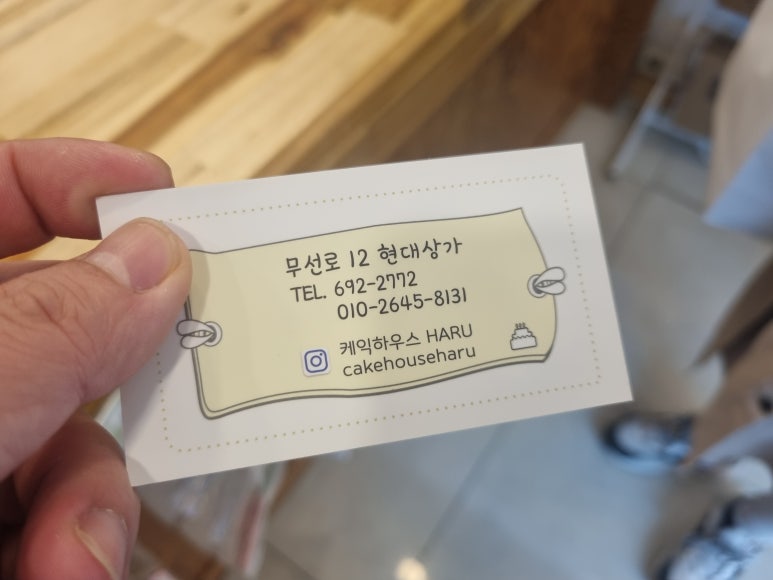 무선로 12 현대상가
TEL. 692-2772
010-2645-8131
케익하우스 HARU
cakehouseharu